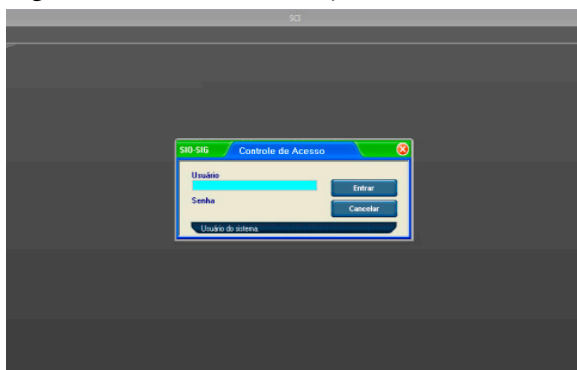 SCI
SIO-SIG Controle de Acesso
Usuário
Entrar
Senha
Cancelar
Usuário do sistema